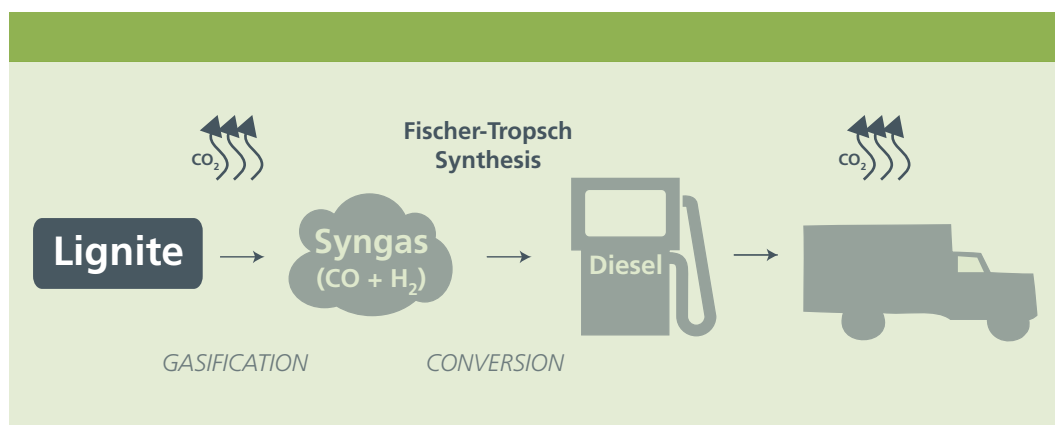 CO₂
Fischer-Tropsch
Synthesis
CO₂
Lignite
Syngas
(CO + H₂)
Diesel
GASIFICATION
CONVERSION